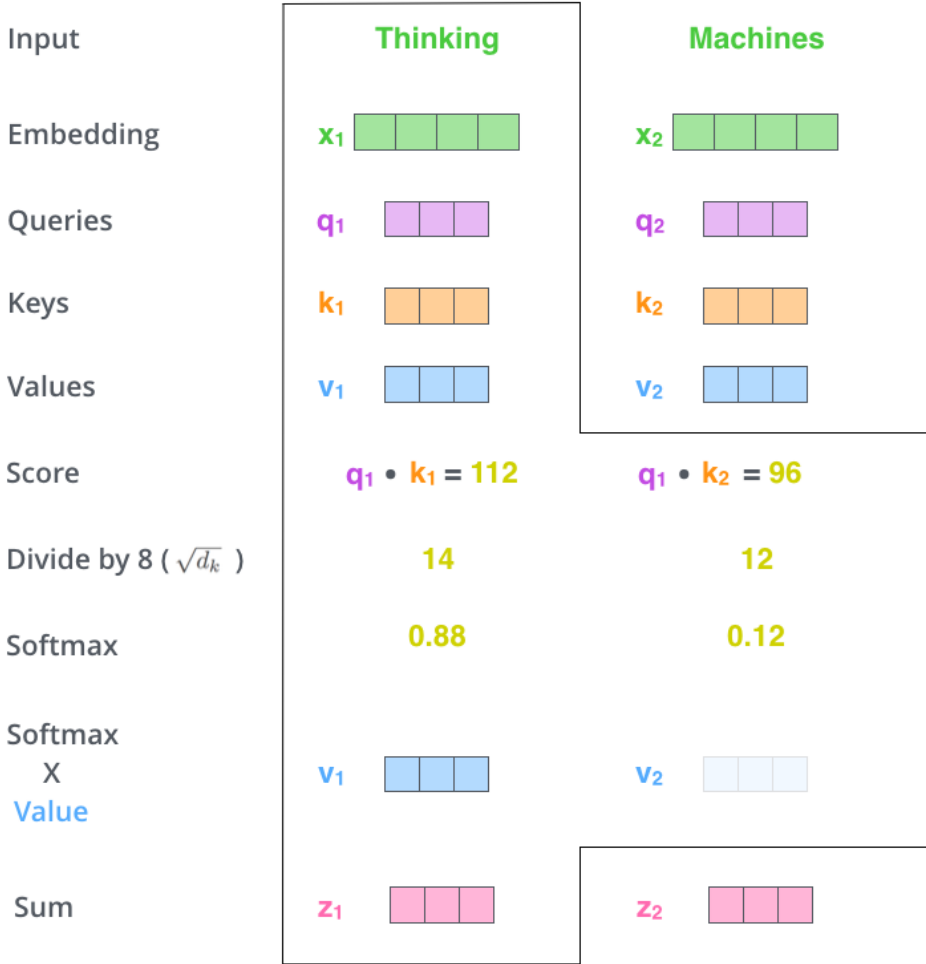 Input Thinking Machines
Embedding x₁ x₂
Queries q₁ q₂
Keys k₁ k₂
Values v₁ v₂
Score q₁ • k₁ = 112 q₁ • k₂ = 96
Divide by 8 ( √dₖ ) 14 12
Softmax 0.88 0.12
Softmax
X v₁ v₂
Value
Sum z₁ z₂